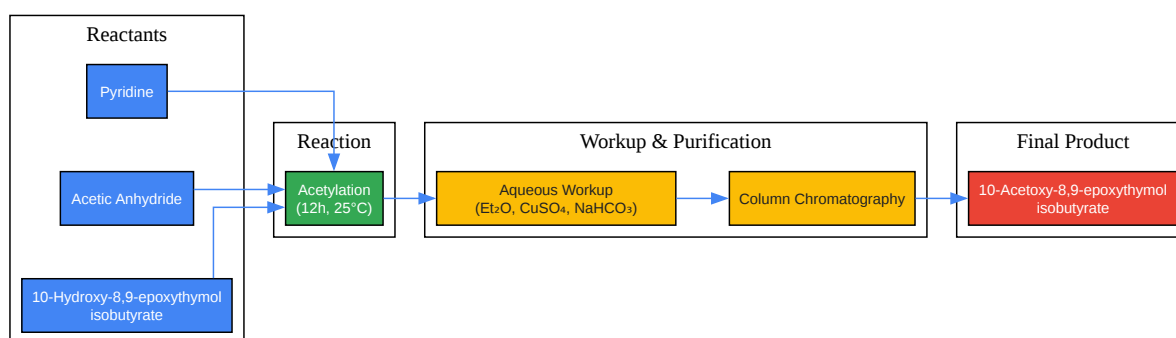 Reactants
Pyridine
Acetic Anhydride
10-Hydroxy-8,9-epoxythymol
isobutyrate
Reaction
Acetylation
(12h, 25°C)
Workup & Purification
Aqueous Workup
(Et₂O, CuSO₄, NaHCO₃)
Column Chromatography
Final Product
10-Acetoxy-8,9-epoxythymol
isobutyrate